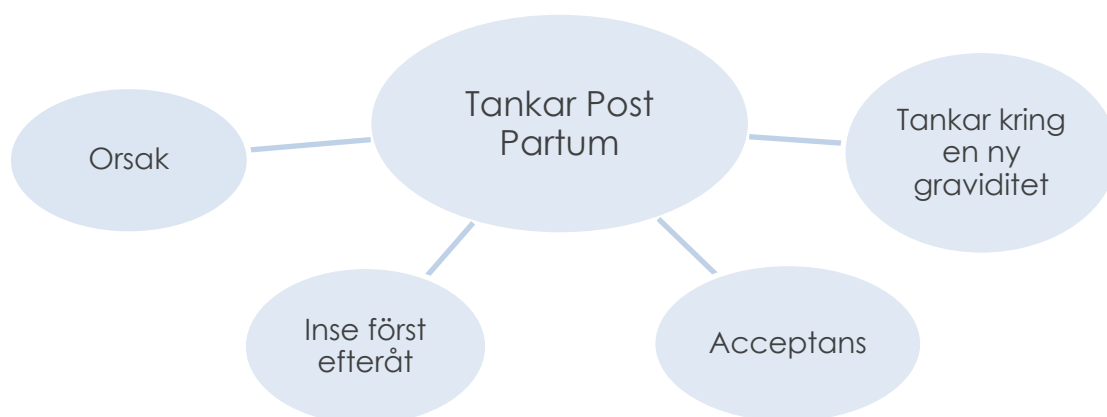 Tankar Post
Partum
Orsak
Tankar kring
en ny
graviditet
Inse först
efteråt
Acceptans